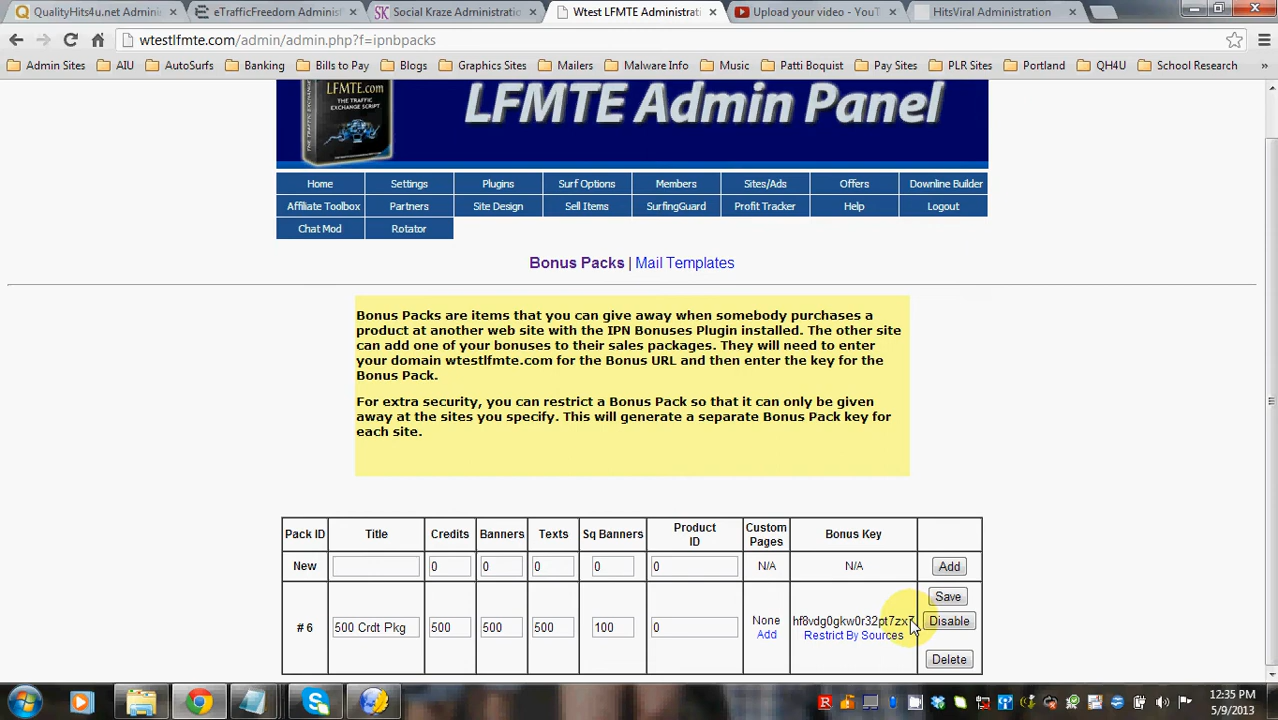 QualityHits4u.net Admini
eTrafficFreedom Administ
Social Kraze Administratio
Wtest LFMTE Administrati
Upload your video - YouT
HitsViral Administration
wtestlfmte.com/admin/admin.php?f=ipnbpacks
Admin Sites AIU AutoSurfs Banking Bills to Pay Blogs Graphics Sites Mailers Malware Info Music Patti Boquist Pay Sites PLR Sites Portland QH4U School Research »
LFMTE.com
THE TRAFFIC
EXCHANGE SCRIPT
LFMTE Admin Panel
Home Settings Plugins Surf Options Members Sites/Ads Offers Downline Builder
Affiliate Toolbox Partners Site Design Sell Items SurfingGuard Profit Tracker Help Logout
Chat Mod Rotator
Bonus Packs | Mail Templates
Bonus Packs are items that you can give away when somebody purchases a
product at another web site with the IPN Bonuses Plugin installed. The other site
can add one of your bonuses to their sales packages. They will need to enter
your domain wtestlfmte.com for the Bonus URL and then enter the key for the
Bonus Pack.
For extra security, you can restrict a Bonus Pack so that it can only be given
away at the sites you specify. This will generate a separate Bonus Pack key for
each site.
Pack ID Title Credits Banners Texts Sq Banners Product ID Custom Pages Bonus Key
New 0 0 0 0 0 N/A N/A Add
Save
# 6 500 Crdt Pkg 500 500 500 100 0 None hf8vdg0gkw0r32pt7zx7 Disable
Add Restrict By Sources
Delete
12:35 PM
5/9/2013